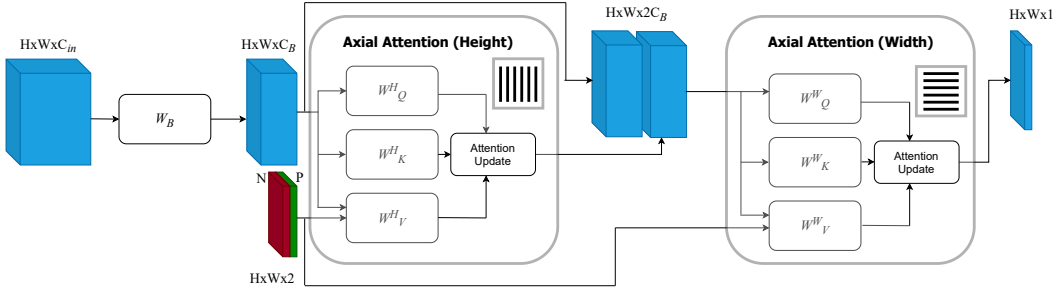 HxWxC_in
W_B
HxWxC_B
N
P
HxWx2
Axial Attention (Height)
W^H_Q
W^H_K
W^H_V
Attention
Update
HxWx2C_B
Axial Attention (Width)
W^W_Q
W^W_K
W^W_V
Attention
Update
HxWx1